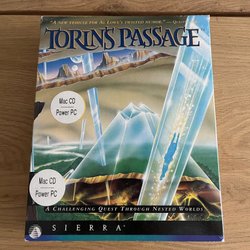 "A NEW VEHICLE FOR AL LOWE'S TWISTED HUMOR."
TORIN'S PASSAGE
Mac CD
Power PC
Mac CD
Power PC
A CHALLENGING QUEST THROUGH NESTED WORLDS
SIERRA